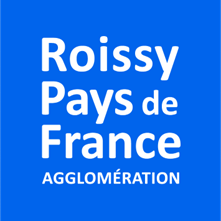 Roissy
Pays de
France
AGGLOMÉRATION